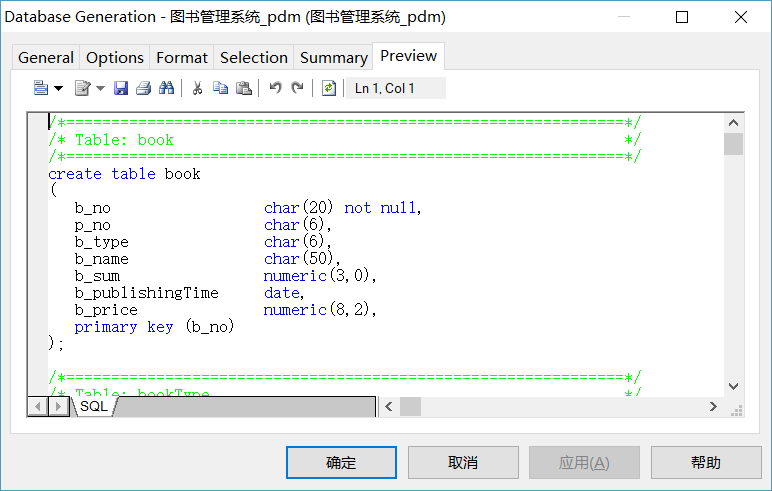 Database Generation - 图书管理系统_pdm (图书管理系统_pdm)
General Options Format Selection Summary Preview
Ln 1, Col 1
/*==============================================================*/
/* Table: book                                                  */
/*==============================================================*/
create table book
(
   b_no                 char(20) not null,
   p_no                 char(6),
   b_type               char(6),
   b_name               char(50),
   b_sum                numeric(3,0),
   b_publishingTime     date,
   b_price              numeric(8,2),
   primary key (b_no)
);
/*==============================================================*/
/* Table: bookType                                              */
SQL
确定 取消 应用(A) 帮助